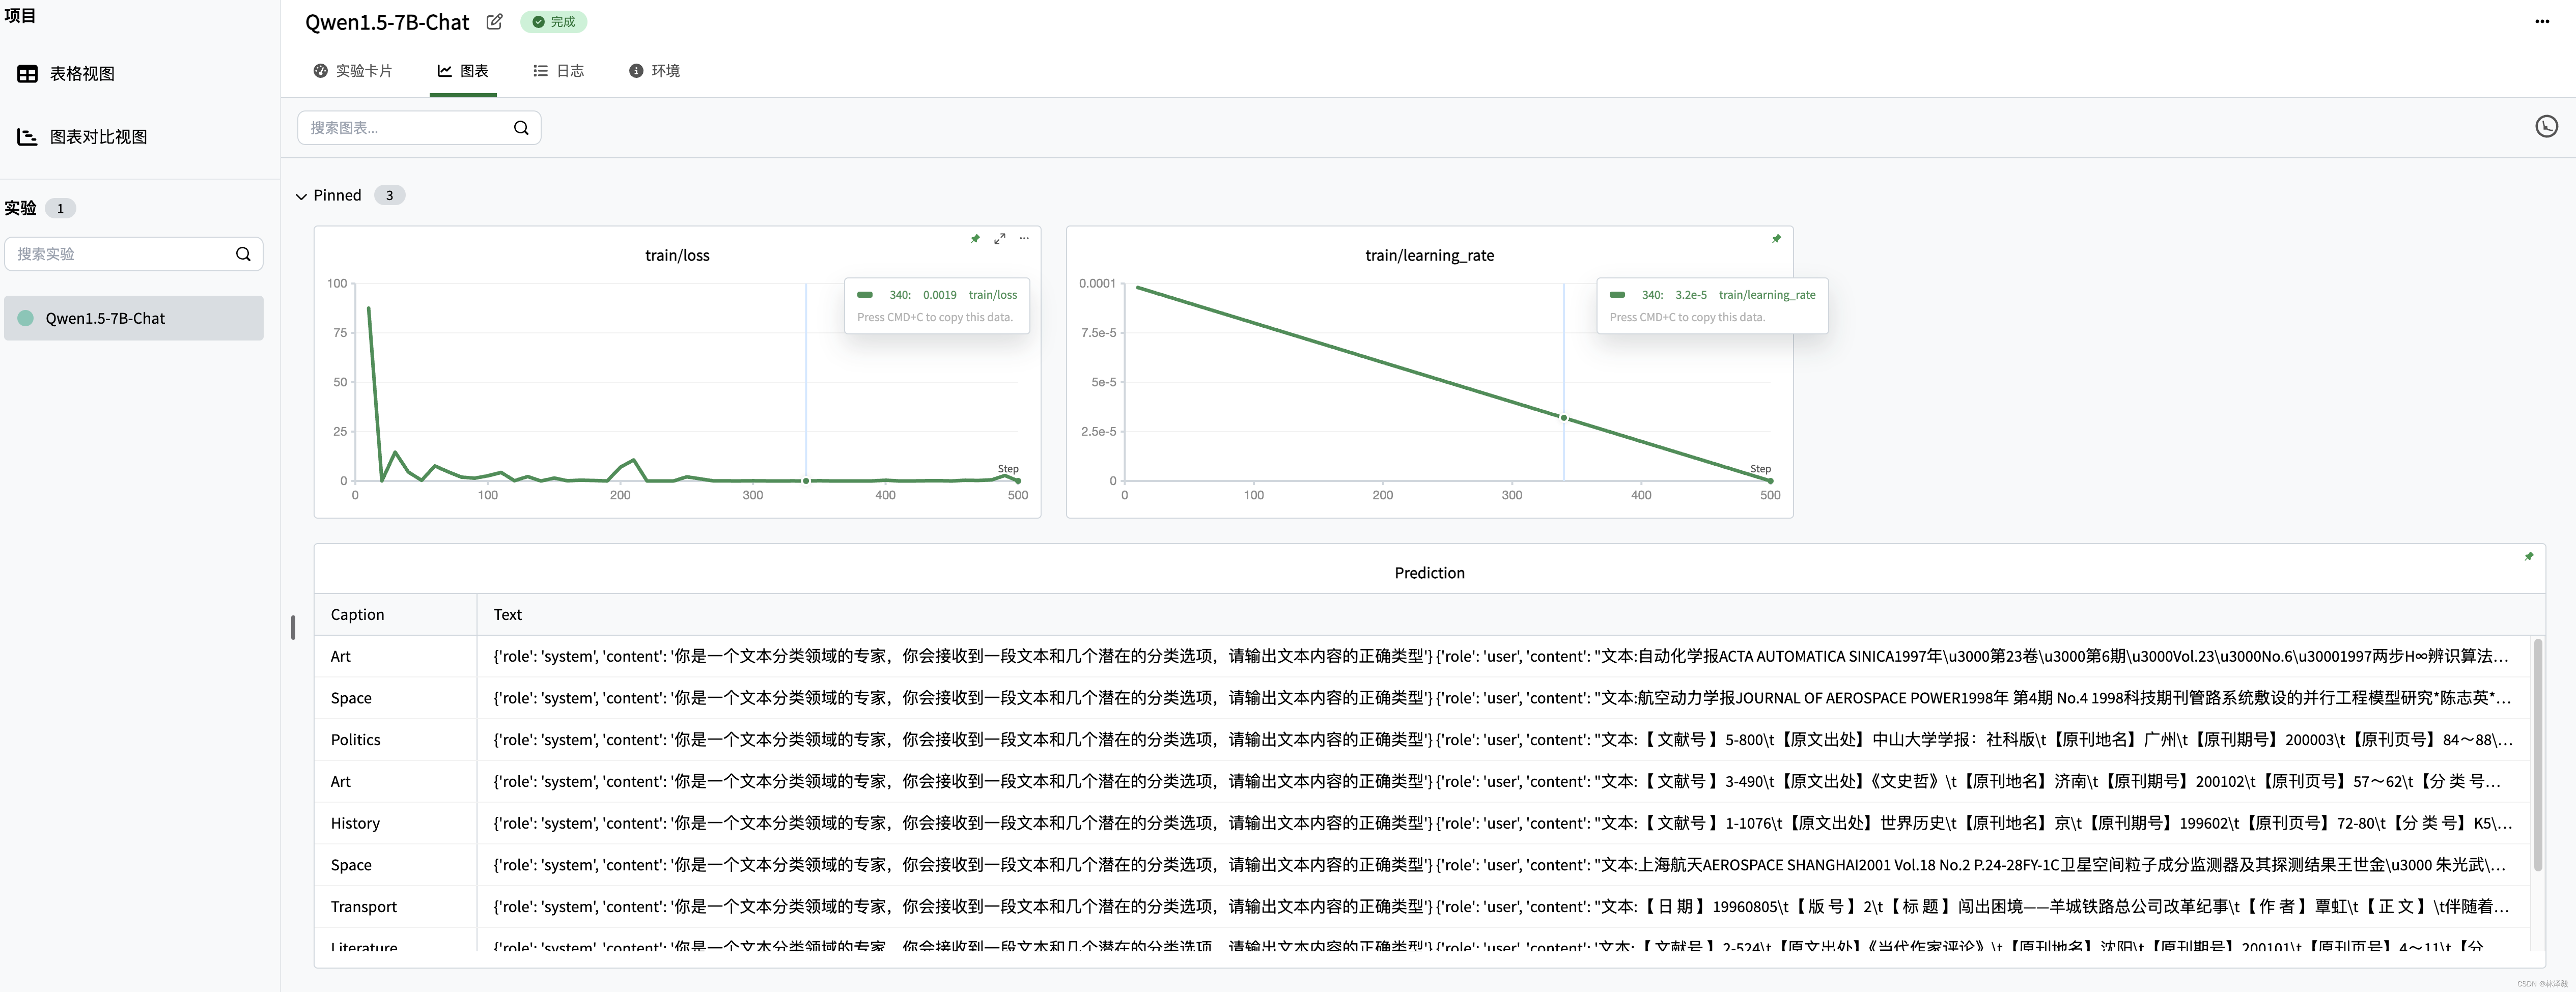 项目
表格视图
图表对比视图
实验 1
搜索实验
Qwen1.5-7B-Chat
Qwen1.5-7B-Chat 完成
实验卡片 图表 日志 环境
搜索图表...
Pinned 3
train/loss
340: 0.0019 train/loss
Press CMD+C to copy this data.
100
75
50
25
0
Step
0 100 200 300 400 500
train/learning_rate
340: 3.2e-5 train/learning_rate
Press CMD+C to copy this data.
0.0001
7.5e-5
5e-5
2.5e-5
0
Step
0 100 200 300 400 500
Prediction
Caption Text
Art {'role': 'system', 'content': '你是一个文本分类领域的专家，你会接收到一段文本和几个潜在的分类选项，请输出文本内容的正确类型'} {'role': 'user', 'content': "文本:自动化学报ACTA AUTOMATICA SINICA1997年\u3000第23卷\u3000第6期\u3000Vol.23\u3000No.6\u30001997两步H∞辨识算法...
Space {'role': 'system', 'content': '你是一个文本分类领域的专家，你会接收到一段文本和几个潜在的分类选项，请输出文本内容的正确类型'} {'role': 'user', 'content': "文本:航空动力学报JOURNAL OF AEROSPACE POWER1998年 第4期 No.4 1998科技期刊管路系统敷设的并行工程模型研究*陈志英*...
Politics {'role': 'system', 'content': '你是一个文本分类领域的专家，你会接收到一段文本和几个潜在的分类选项，请输出文本内容的正确类型'} {'role': 'user', 'content': "文本:【 文献号 】5-800\t【原文出处】中山大学学报：社科版\t【原刊地名】广州\t【原刊期号】200003\t【原刊页号】84～88\...
Art {'role': 'system', 'content': '你是一个文本分类领域的专家，你会接收到一段文本和几个潜在的分类选项，请输出文本内容的正确类型'} {'role': 'user', 'content': "文本:【 文献号 】3-490\t【原文出处】《文史哲》\t【原刊地名】济南\t【原刊期号】200102\t【原刊页号】57～62\t【分 类 号...
History {'role': 'system', 'content': '你是一个文本分类领域的专家，你会接收到一段文本和几个潜在的分类选项，请输出文本内容的正确类型'} {'role': 'user', 'content': "文本:【 文献号 】1-1076\t【原文出处】世界历史\t【原刊地名】京\t【原刊期号】199602\t【原刊页号】72-80\t【分 类 号】K5\...
Space {'role': 'system', 'content': '你是一个文本分类领域的专家，你会接收到一段文本和几个潜在的分类选项，请输出文本内容的正确类型'} {'role': 'user', 'content': "文本:上海航天AEROSPACE SHANGHAI2001 Vol.18 No.2 P.24-28FY-1C卫星空间粒子成分监测器及其探测结果王世金\u3000 朱光武\...
Transport {'role': 'system', 'content': '你是一个文本分类领域的专家，你会接收到一段文本和几个潜在的分类选项，请输出文本内容的正确类型'} {'role': 'user', 'content': "文本:【 日 期 】19960805\t【 版 号 】2\t【 标 题 】闯出困境——羊城铁路总公司改革纪事\t【 作 者 】覃虹\t【 正 文 】\t伴随着...
Literature {'role': 'system', 'content': '你是一个文本分类领域的专家，你会接收到一段文本和几个潜在的分类选项，请输出文本内容的正确类型'} {'role': 'user', 'content': '文本:【 文献号 】2-524\t【原文出处】《当代作家评论》\t【原刊地名】沈阳\t【原刊期号】200101\t【原刊页号】4～11\t【分
CSDN @林泽毅